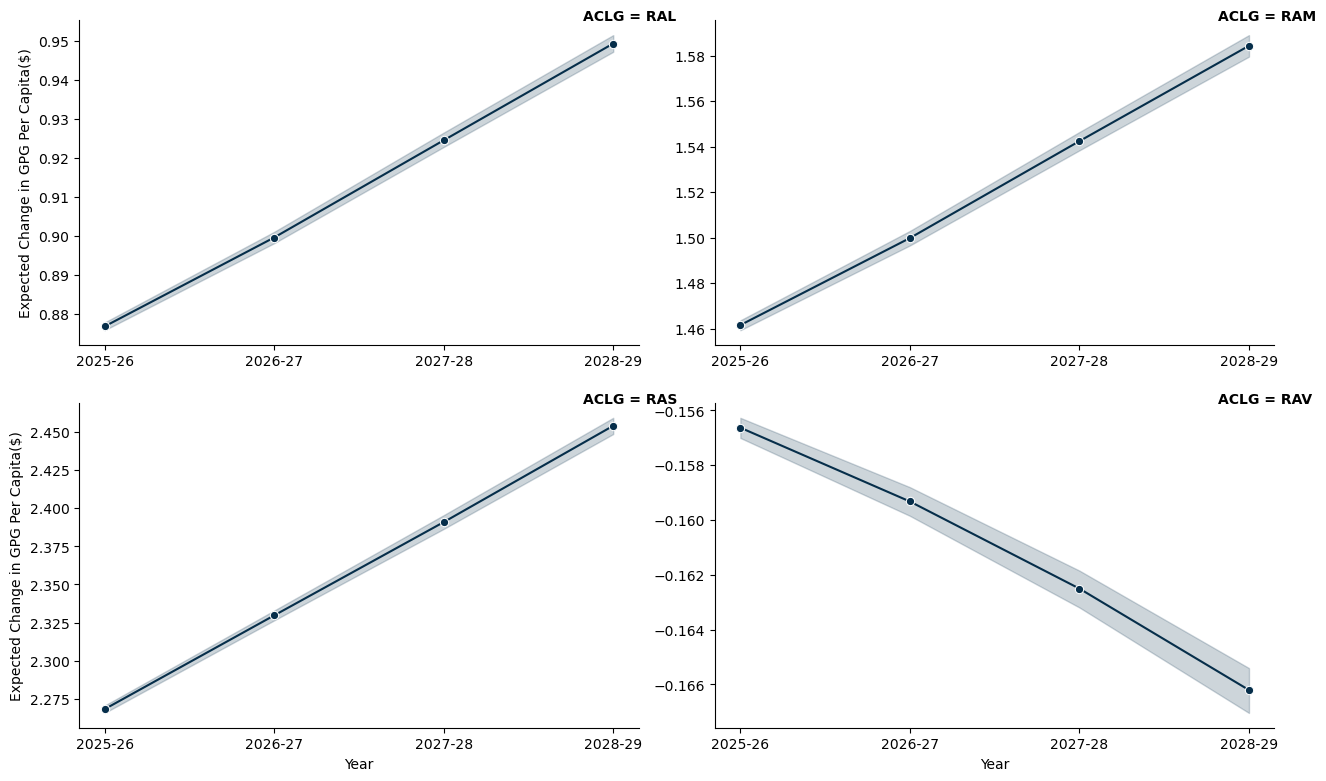 ACLG = RAL
Expected Change in GPG Per Capita($)
0.95
0.94
0.93
0.92
0.91
0.90
0.89
0.88
2025-26 2026-27 2027-28 2028-29
ACLG = RAM
1.58
1.56
1.54
1.52
1.50
1.48
1.46
2025-26 2026-27 2027-28 2028-29
ACLG = RAS
Expected Change in GPG Per Capita($)
2.450
2.425
2.400
2.375
2.350
2.325
2.300
2.275
2025-26 2026-27 2027-28 2028-29
Year
ACLG = RAV
−0.156
−0.158
−0.160
−0.162
−0.164
−0.166
2025-26 2026-27 2027-28 2028-29
Year